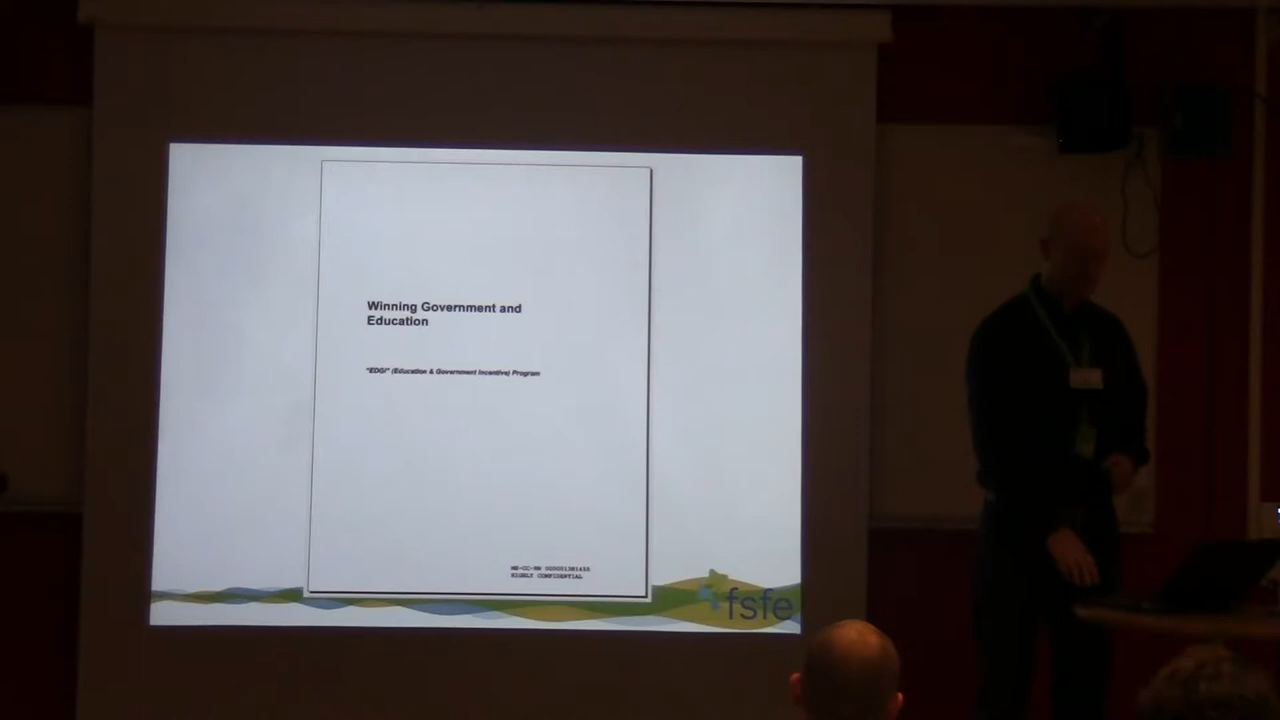 Winning Government and
Education
"EDGI" (Education & Government Incentive) Program
HIGHLY CONFIDENTIAL
fsfe